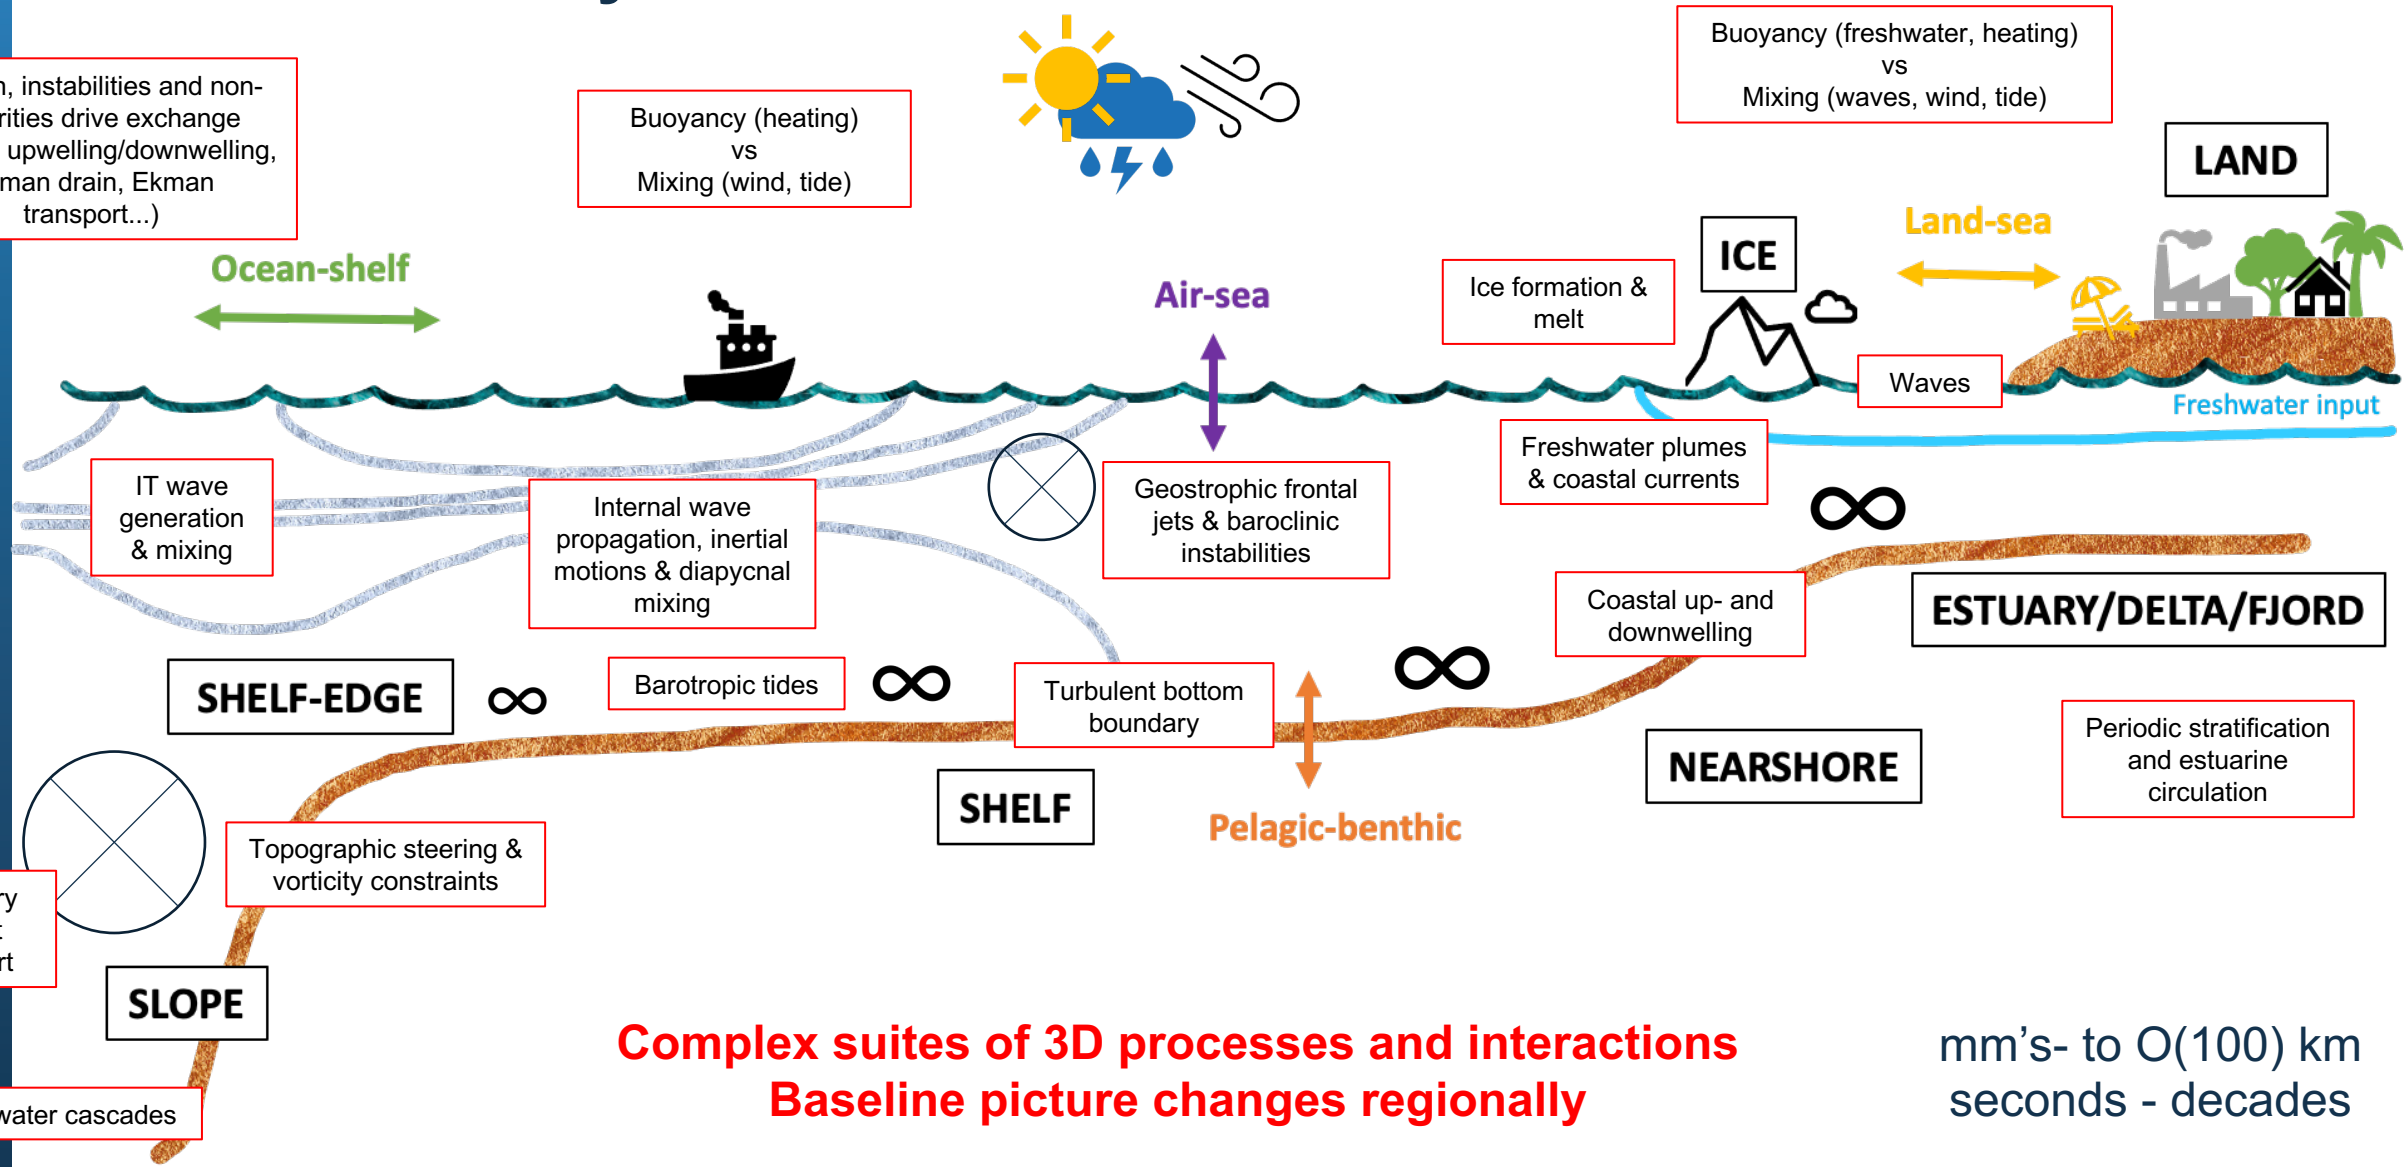 instabilities and non-
drive exchange
upwelling/downwelling,
drain, Ekman
transport...)
Buoyancy (heating)
vs
Mixing (wind, tide)
Buoyancy (freshwater, heating)
vs
Mixing (waves, wind, tide)
LAND
Ocean-shelf
Air-sea
Ice formation &
melt
ICE
Land-sea
Waves
Freshwater input
IT wave
generation
& mixing
Internal wave
propagation, inertial
motions & diapycnal
mixing
Geostrophic frontal
jets & baroclinic
instabilities
Freshwater plumes
& coastal currents
Coastal up- and
downwelling
ESTUARY/DELTA/FJORD
SHELF-EDGE
Barotropic tides
Turbulent bottom
boundary
SHELF
Pelagic-benthic
NEARSHORE
Periodic stratification
and estuarine
circulation
Topographic steering &
vorticity constraints
SLOPE
water cascades
Complex suites of 3D processes and interactions
Baseline picture changes regionally
mm's- to O(100) km
seconds - decades